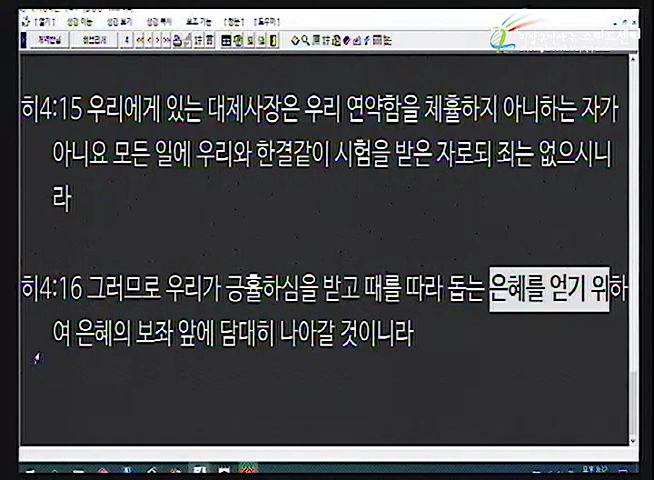 히4:15 우리에게 있는 대제사장은 우리 연약함을 체휼하지 아니하는 자가
아니요 모든 일에 우리와 한결같이 시험을 받은 자로되 죄는 없으시니
라
히4:16 그러므로 우리가 긍휼하심을 받고 때를 따라 돕는 은혜를 얻기 위하
여 은혜의 보좌 앞에 담대히 나아갈 것이니라